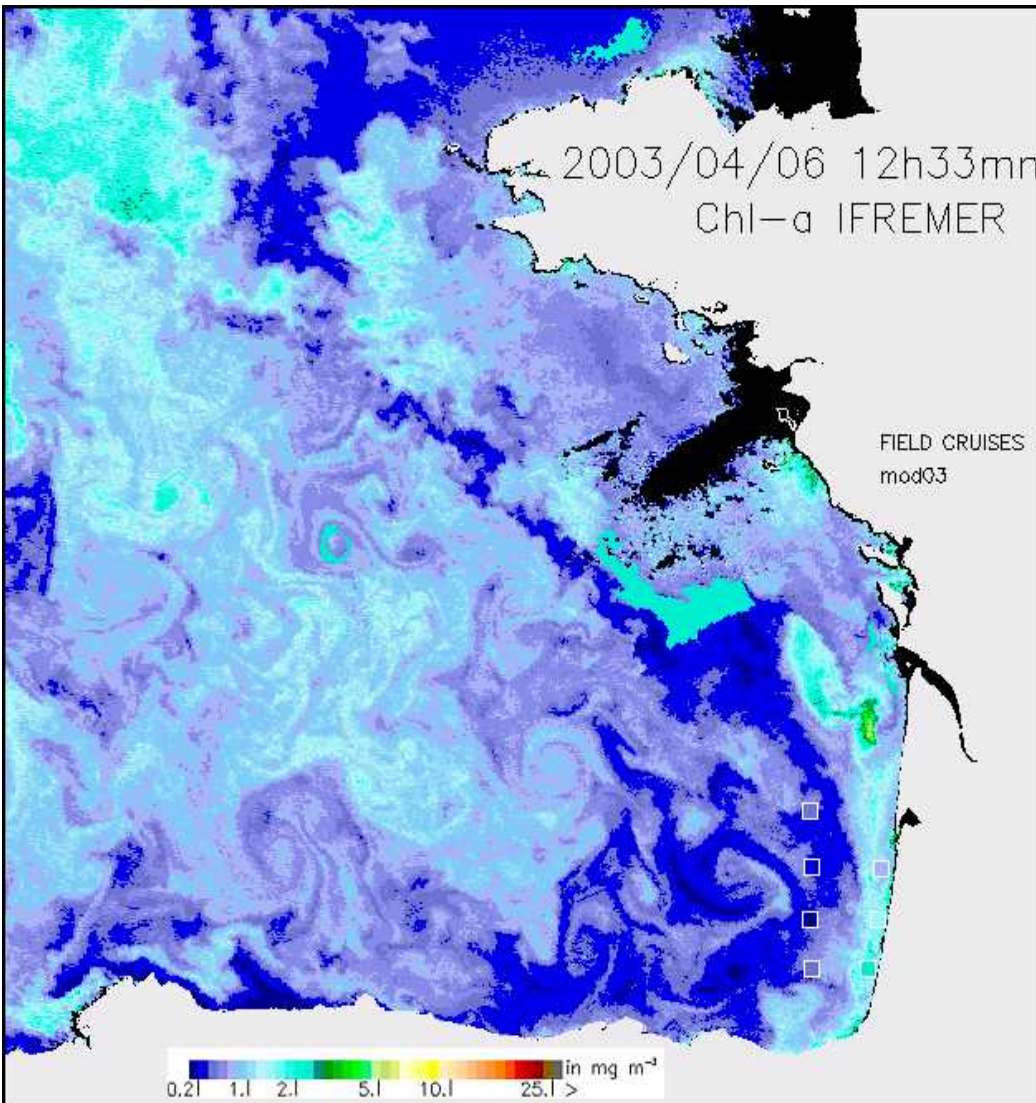 2003/04/06 12h33mn
Chl-a IFREMER
FIELD CRUISES
mod03
in mg m⁻³
0.2| 1.| 2.| 5.| 10.| 25.| >